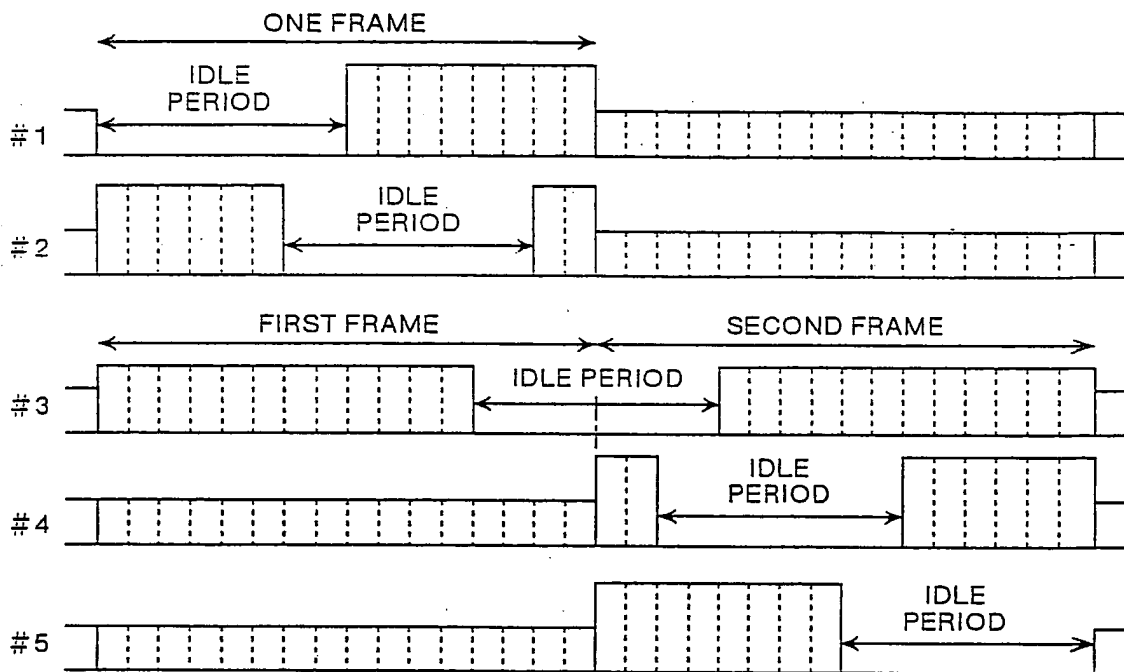 ONE FRAME
IDLE
PERIOD
#1
IDLE
PERIOD
#2
FIRST FRAME
SECOND FRAME
IDLE PERIOD
#3
IDLE
PERIOD
#4
IDLE
PERIOD
#5